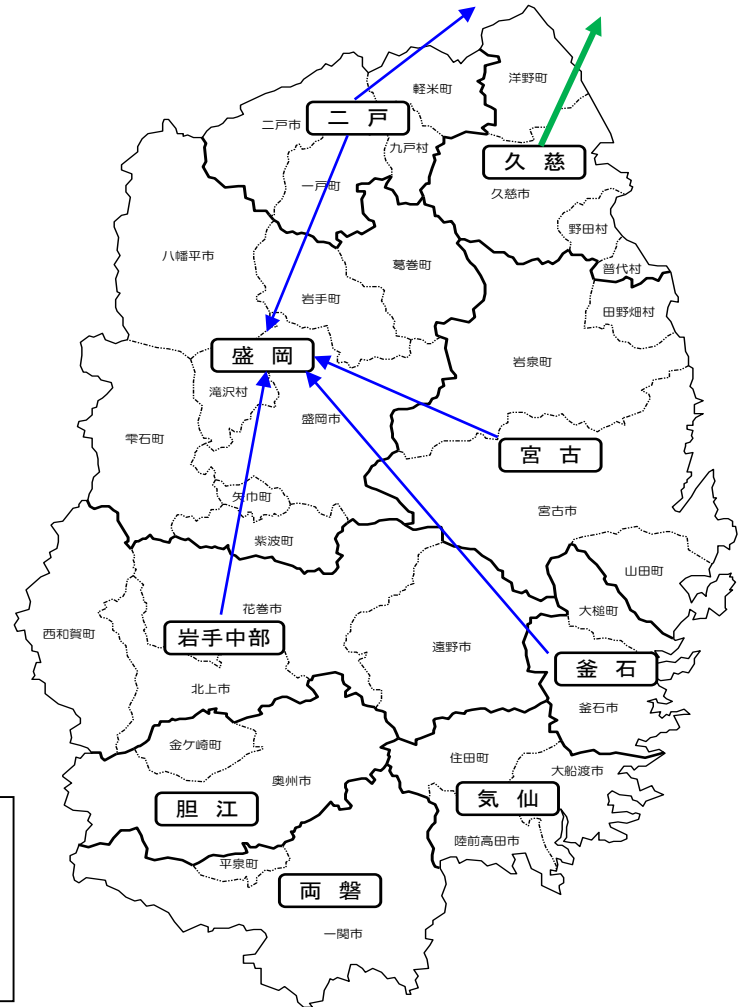 軽米町
洋野町
二戸市
二 戸
九戸村
久 慈
一戸町
久慈市
野田村
八幡平市
葛巻町
普代村
岩手町
田野畑村
盛 岡
岩泉町
滝沢村
盛岡市
雫石町
宮 古
矢巾町
宮古市
紫波町
山田町
大槌町
花巻市
西和賀町
岩手中部
遠野市
釜 石
北上市
釜石市
金ケ崎町
住田町
大船渡市
奥州市
胆 江
気 仙
陸前高田市
平泉町
両 磐
一関市